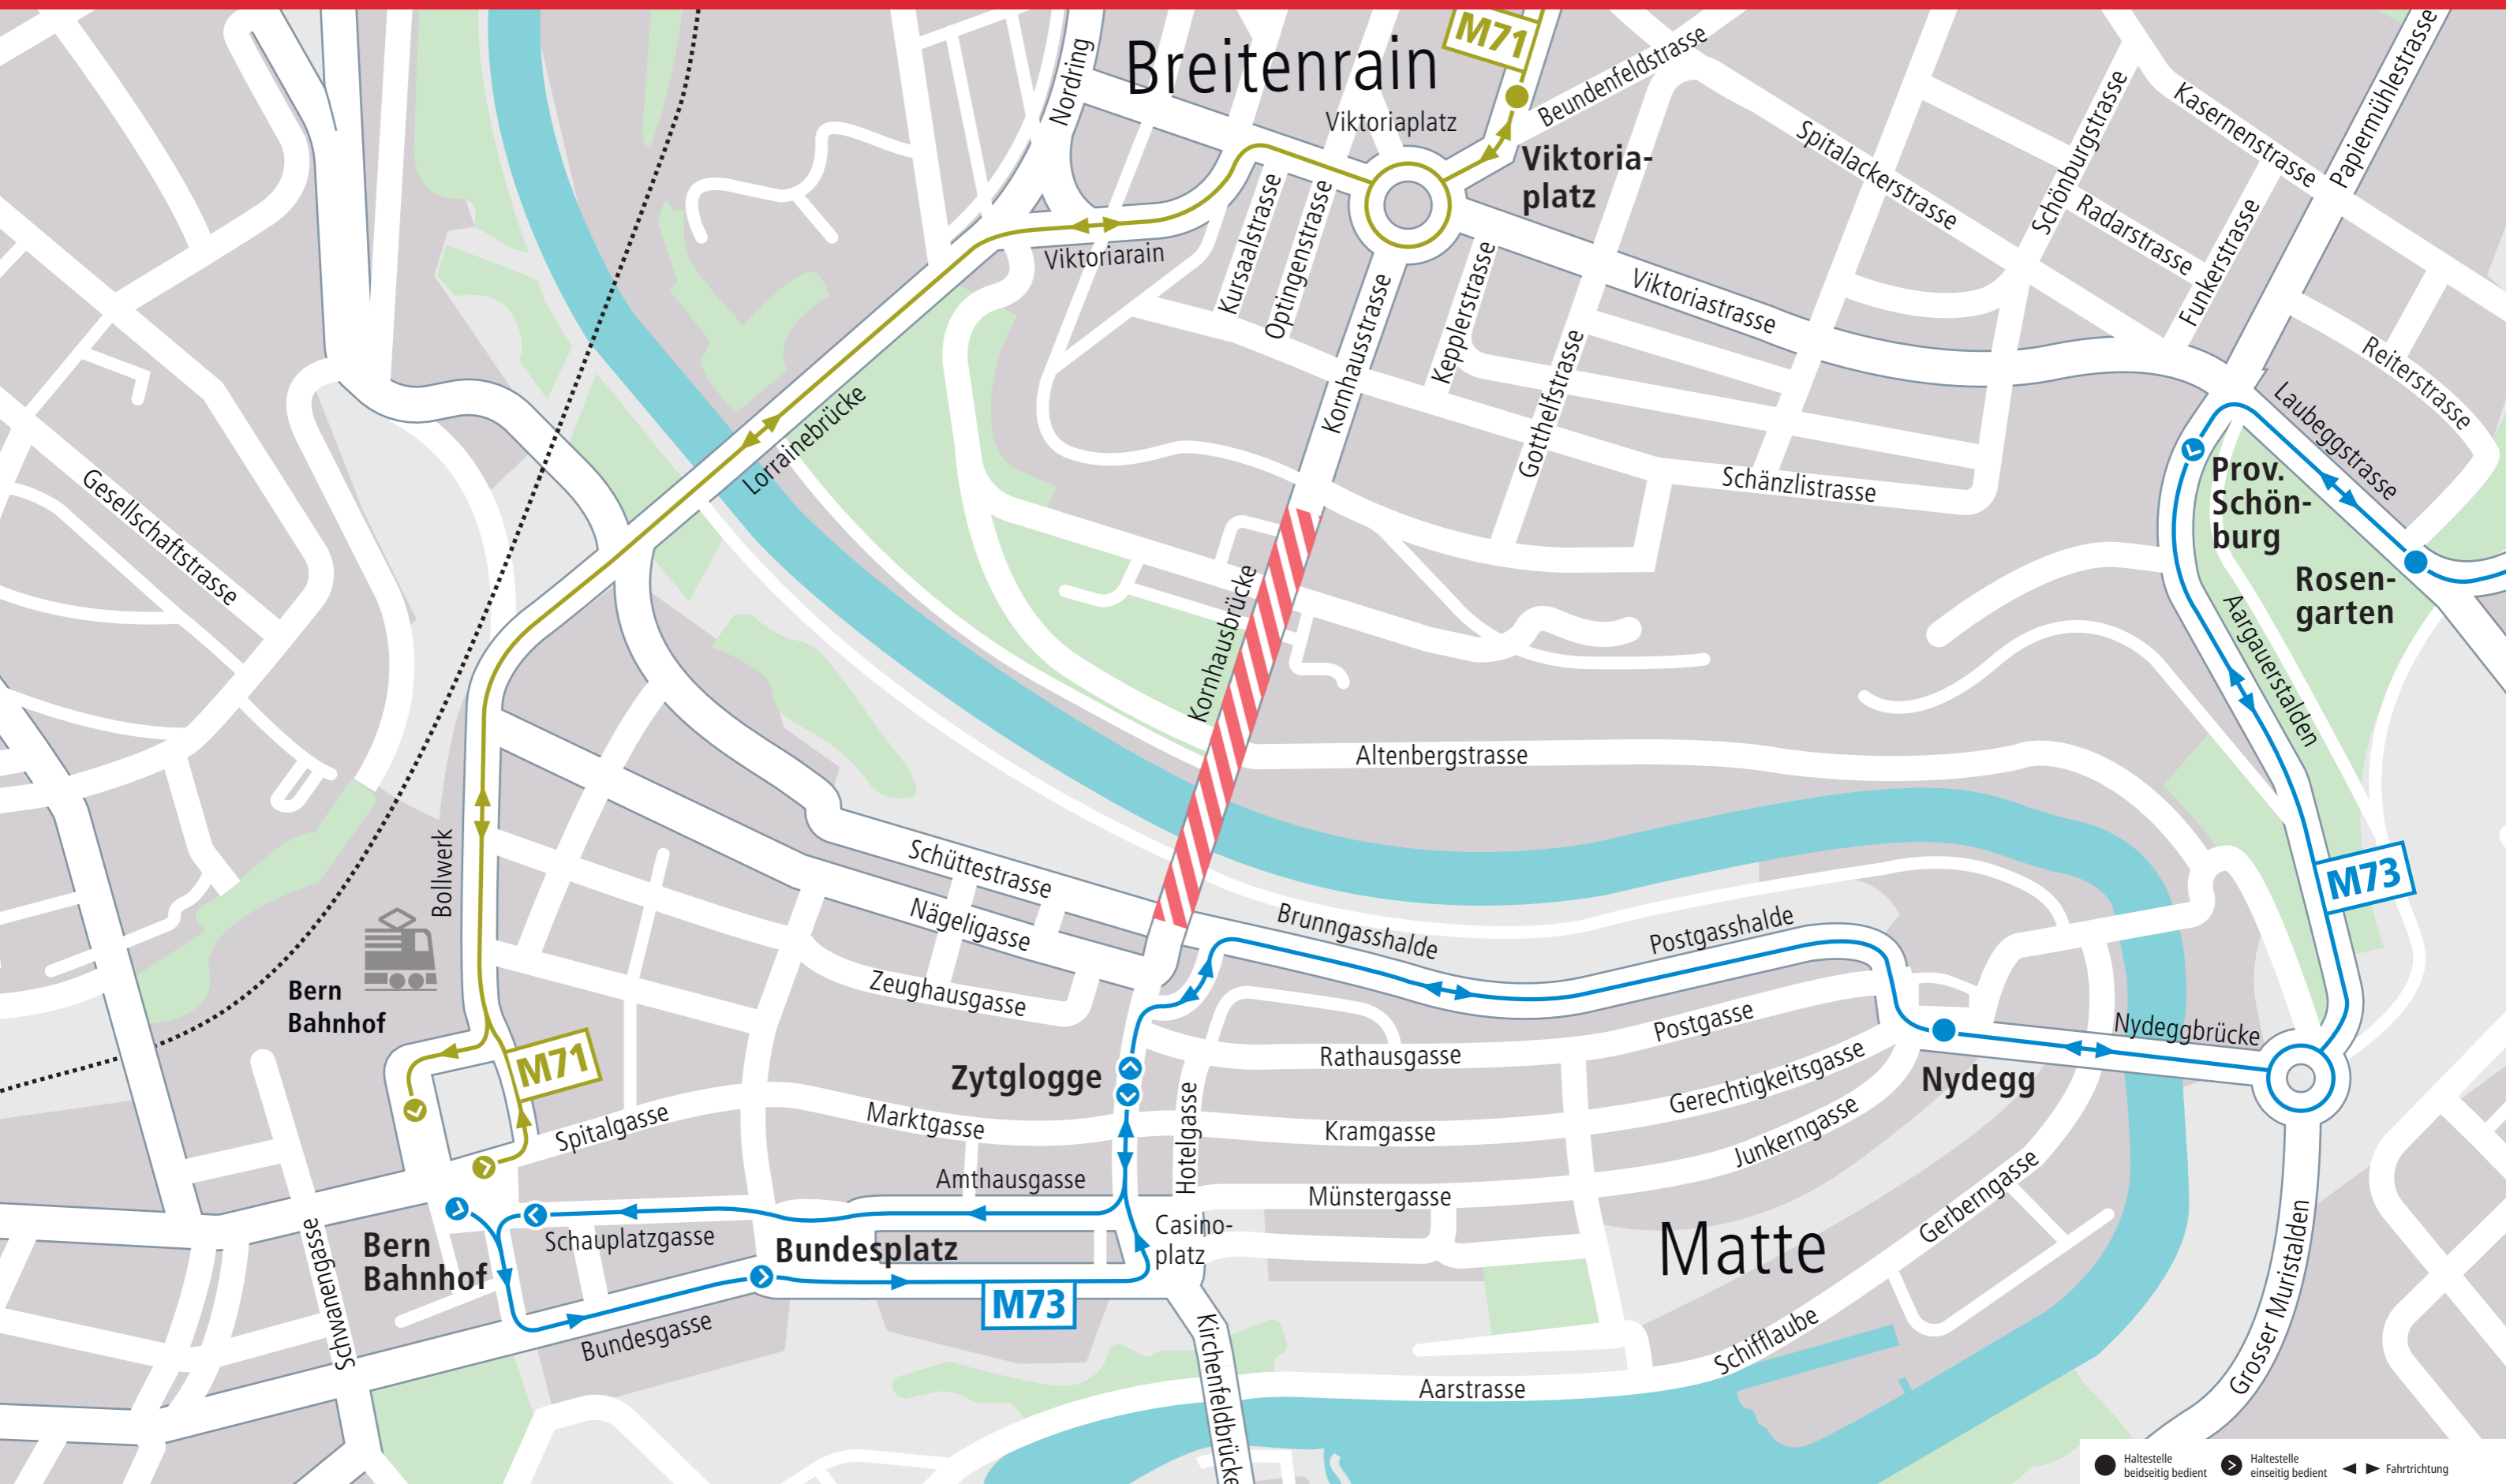 M71
Breitenrain
Nordring
Viktoriaplatz
Beundenfeldstrasse
Viktoria-
platz
Spitalackerstrasse
Schönburgstrasse
Kasernenstrasse
Papiermühlestrasse
Radarstrasse
Funkerstrasse
Viktoriarain
Kursaalstrasse
Optingenstrasse
Kornhausstrasse
Kepplerstrasse
Viktoriastrasse
Gotthelfstrasse
Reiterstrasse
Laubeggstrasse
Lorrainebrücke
Schänzlistrasse
Prov.
Schön-
burg
Rosen-
garten
Gesellschaftstrasse
Kornhausbrücke
Aargauerstalden
Altenbergstrasse
Bollwerk
Schüttestrasse
Nägeligasse
Brunngasshalde
Postgasshalde
M73
Bern
Bahnhof
Zeughausgasse
Postgasse
Nydeggbrücke
M71
Zytglogge
Rathausgasse
Gerechtigkeitsgasse
Nydegg
Spitalgasse
Marktgasse
Hotelgasse
Kramgasse
Junkerngasse
Amthausgasse
Münstergasse
Gerberngasse
Schwanengasse
Bern
Bahnhof
Schauplatzgasse
Bundesplatz
Casino-
platz
Matte
M73
Bundesgasse
Kirchenfeldbrücke
Schifflaube
Grosser Muristalden
Aarstrasse
Haltestelle
beidseitig bedient
Haltestelle
einseitig bedient
Fahrtrichtung